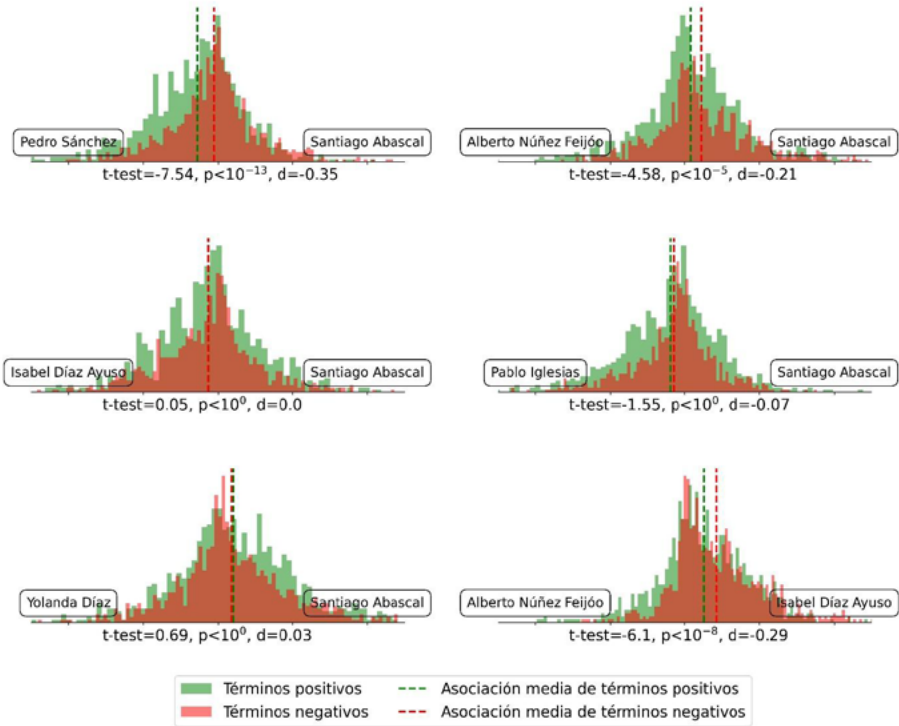 Pedro Sánchez
Santiago Abascal
t-test=-7.54, p<10⁻¹³, d=-0.35
Alberto Núñez Feijóo
Santiago Abascal
t-test=-4.58, p<10⁻⁵, d=-0.21
Isabel Díaz Ayuso
Santiago Abascal
t-test=0.05, p<10⁰, d=0.0
Pablo Iglesias
Santiago Abascal
t-test=-1.55, p<10⁰, d=-0.07
Yolanda Díaz
Santiago Abascal
t-test=0.69, p<10⁰, d=0.03
Alberto Núñez Feijóo
Isabel Díaz Ayuso
t-test=-6.1, p<10⁻⁸, d=-0.29
Términos positivos
Términos negativos
Asociación media de términos positivos
Asociación media de términos negativos